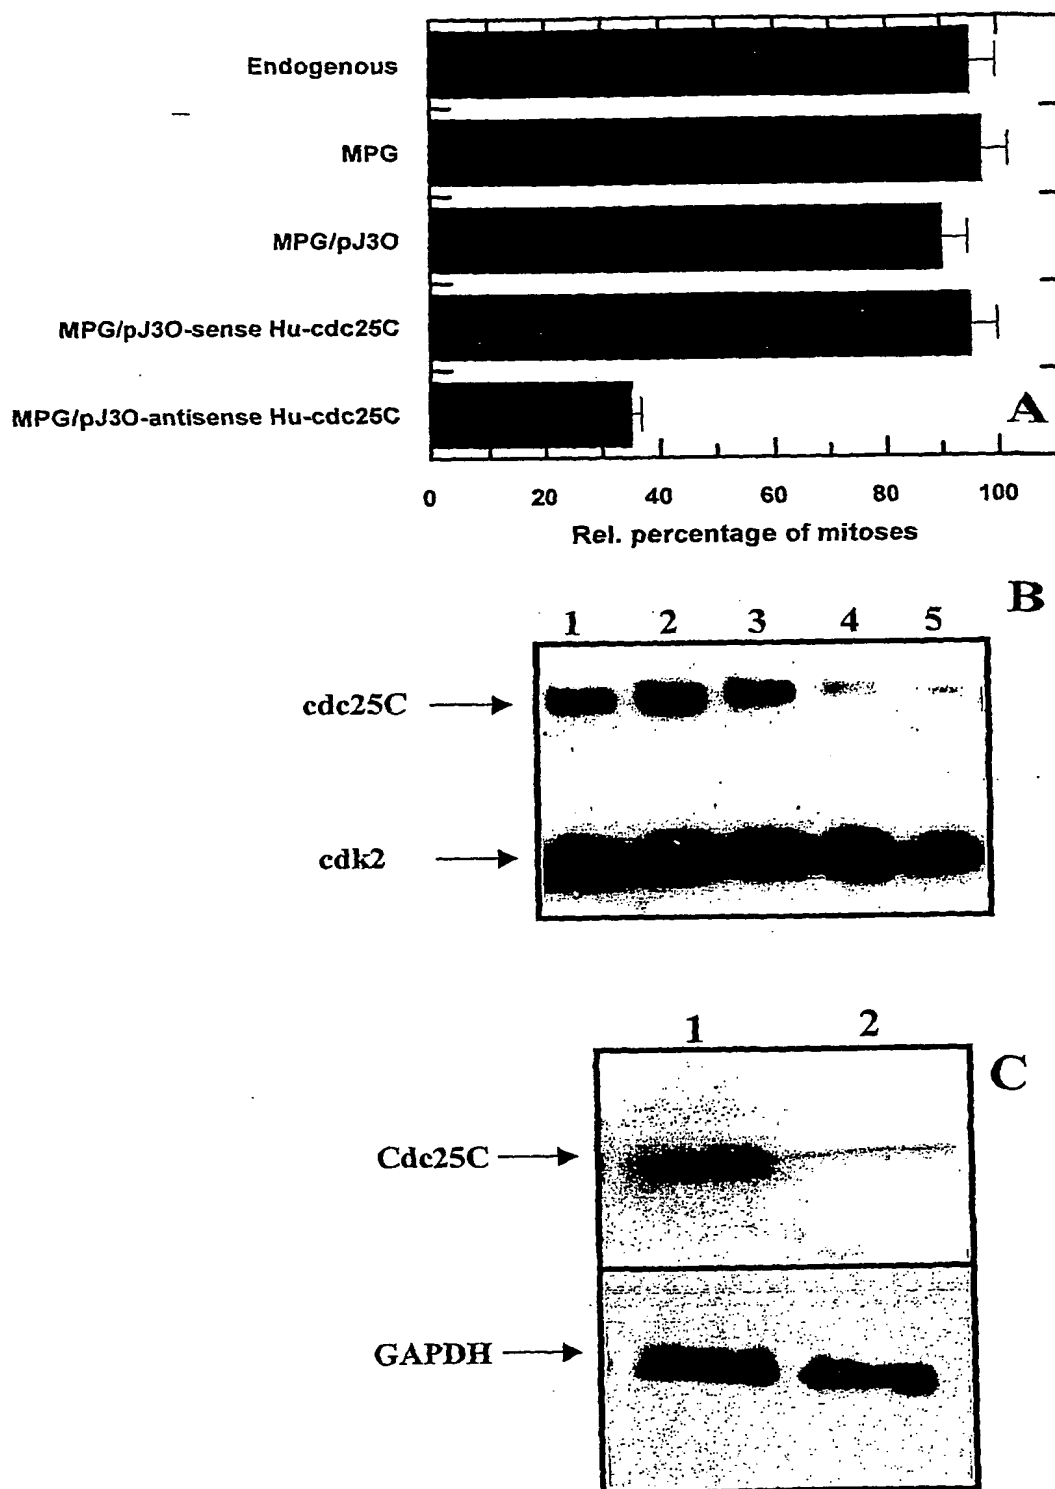 Endogenous
MPG
MPG/pJ3O
MPG/pJ3O-sense Hu-cdc25C
MPG/pJ3O-antisense Hu-cdc25C
A
0 20 40 60 80 100
Rel. percentage of mitoses
B
1 2 3 4 5
cdc25C
cdk2
1 2
C
Cdc25C
GAPDH